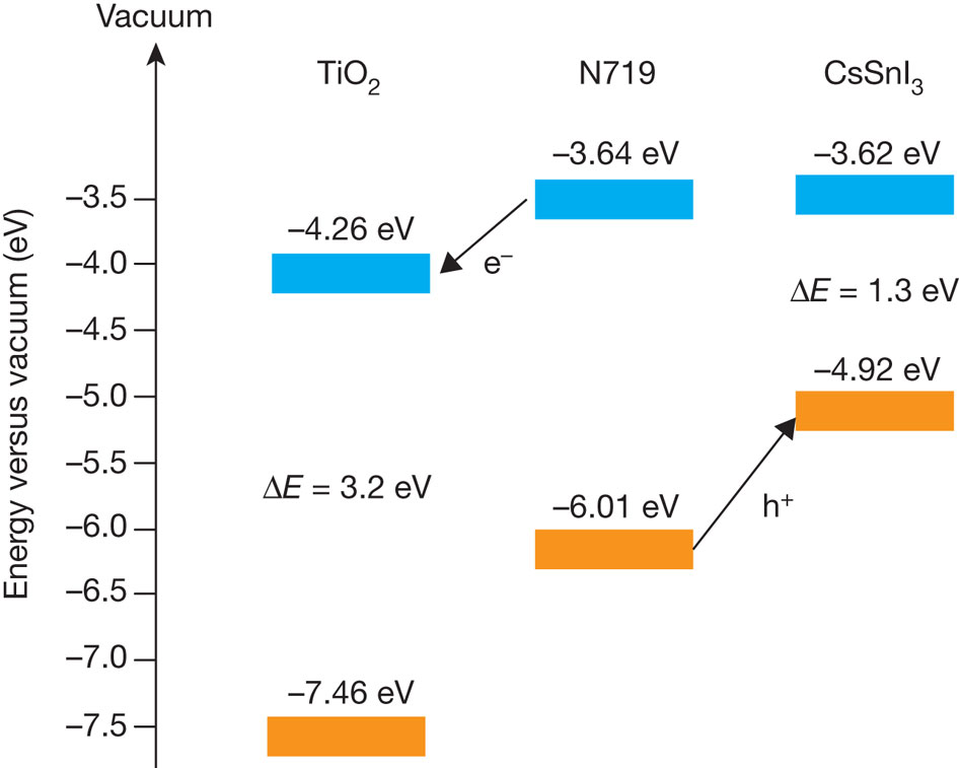 Vacuum
TiO₂
N719
CsSnI₃
–3.64 eV
–3.62 eV
–3.5
–4.26 eV
–4.0
e⁻
ΔE = 1.3 eV
–4.5
–4.92 eV
–5.0
–5.5
ΔE = 3.2 eV
–6.01 eV
h⁺
–6.0
–6.5
–7.0
–7.46 eV
–7.5
Energy versus vacuum (eV)